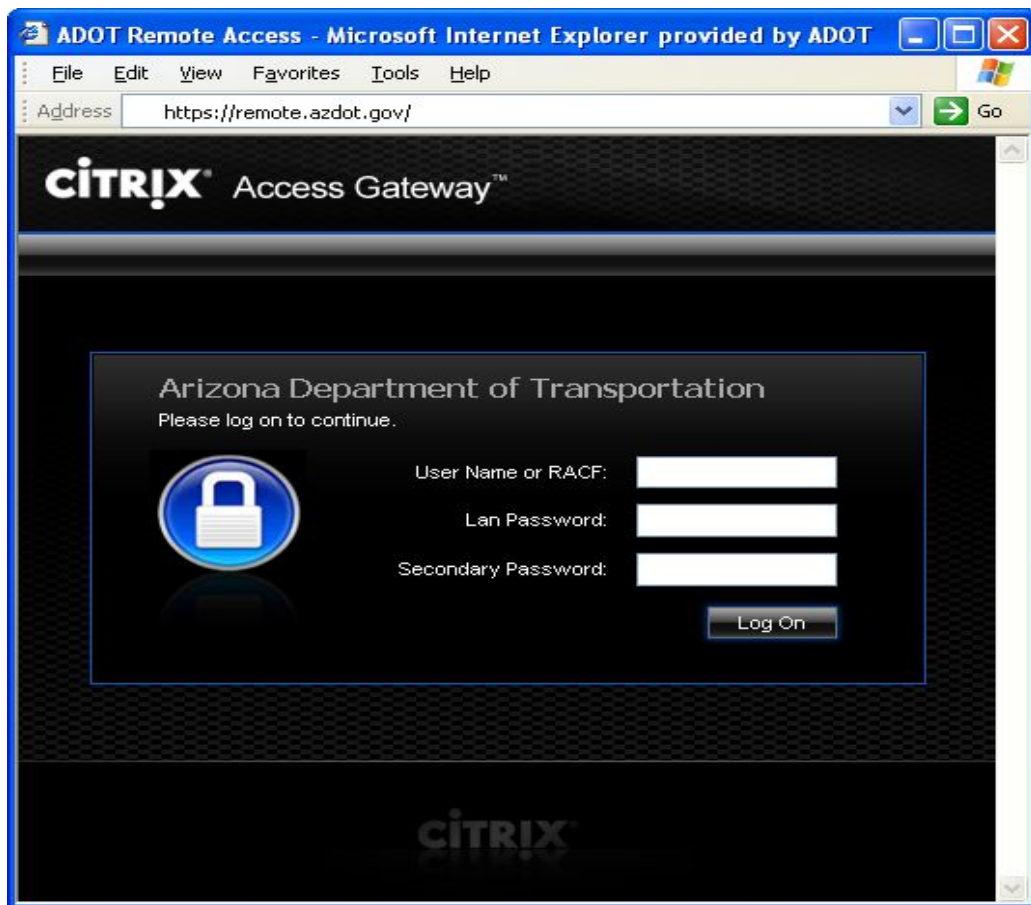 ADOT Remote Access - Microsoft Internet Explorer provided by ADOT
File Edit View Favorites Tools Help
Address https://remote.azdot.gov/ Go
CiTRIX® Access Gateway™
Arizona Department of Transportation
Please log on to continue.
User Name or RACF:
Lan Password:
Secondary Password:
Log On
CiTRIX®